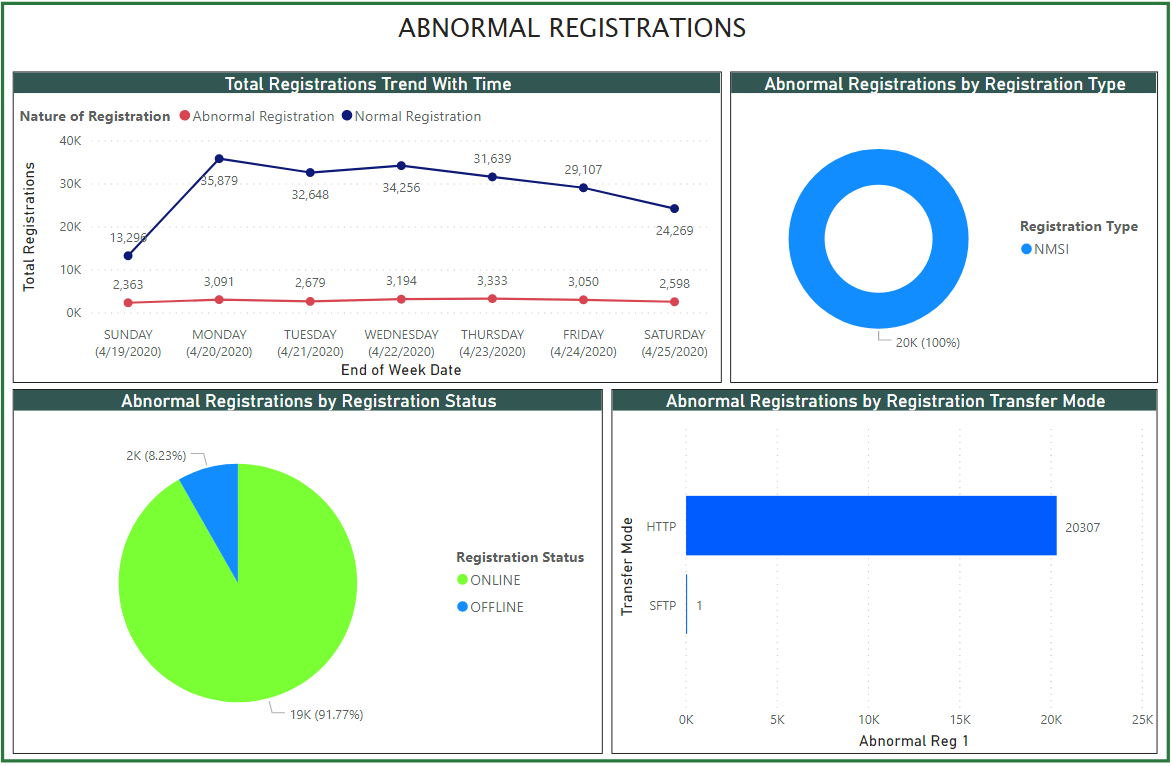 ABNORMAL REGISTRATIONS
Total Registrations Trend With Time
Nature of Registration Abnormal Registration Normal Registration
Total Registrations
40K
30K
20K
10K
0K
13,296
35,879
32,648
34,256
31,639
29,107
24,269
2,363
3,091
2,679
3,194
3,333
3,050
2,598
SUNDAY
(4/19/2020)
MONDAY
(4/20/2020)
TUESDAY
(4/21/2020)
WEDNESDAY
(4/22/2020)
THURSDAY
(4/23/2020)
FRIDAY
(4/24/2020)
SATURDAY
(4/25/2020)
End of Week Date
Abnormal Registrations by Registration Type
Registration Type
NMSI
20K (100%)
Abnormal Registrations by Registration Status
2K (8.23%)
Registration Status
ONLINE
OFFLINE
19K (91.77%)
Abnormal Registrations by Registration Transfer Mode
Transfer Mode
HTTP
20307
SFTP
1
0K
5K
10K
15K
20K
25K
Abnormal Reg 1